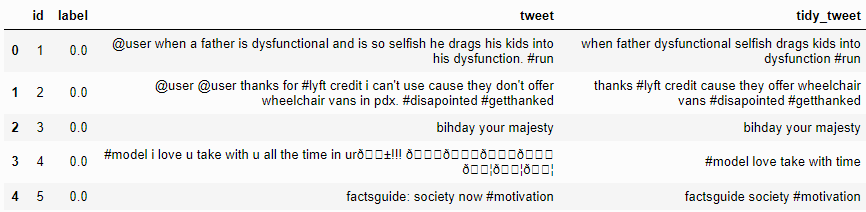 id label tweet tidy_tweet
0 1 0.0 @user when a father is dysfunctional and is so selfish he drags his kids into when father dysfunctional selfish drags kids into
his dysfunction. #run dysfunction #run
1 2 0.0 @user @user thanks for #lyft credit i can't use cause they don't offer thanks #lyft credit cause they offer wheelchair
wheelchair vans in pdx. #disapointed #getthanked vans #disapointed #getthanked
2 3 0.0 bihday your majesty bihday your majesty
3 4 0.0 #model i love u take with u all the time in urð□□±!!! ð□□□ð□□□ð□□□ð□□□ #model love take with time
ð□□¦ð□□¦ð□□¦
4 5 0.0 factsguide: society now #motivation factsguide society #motivation